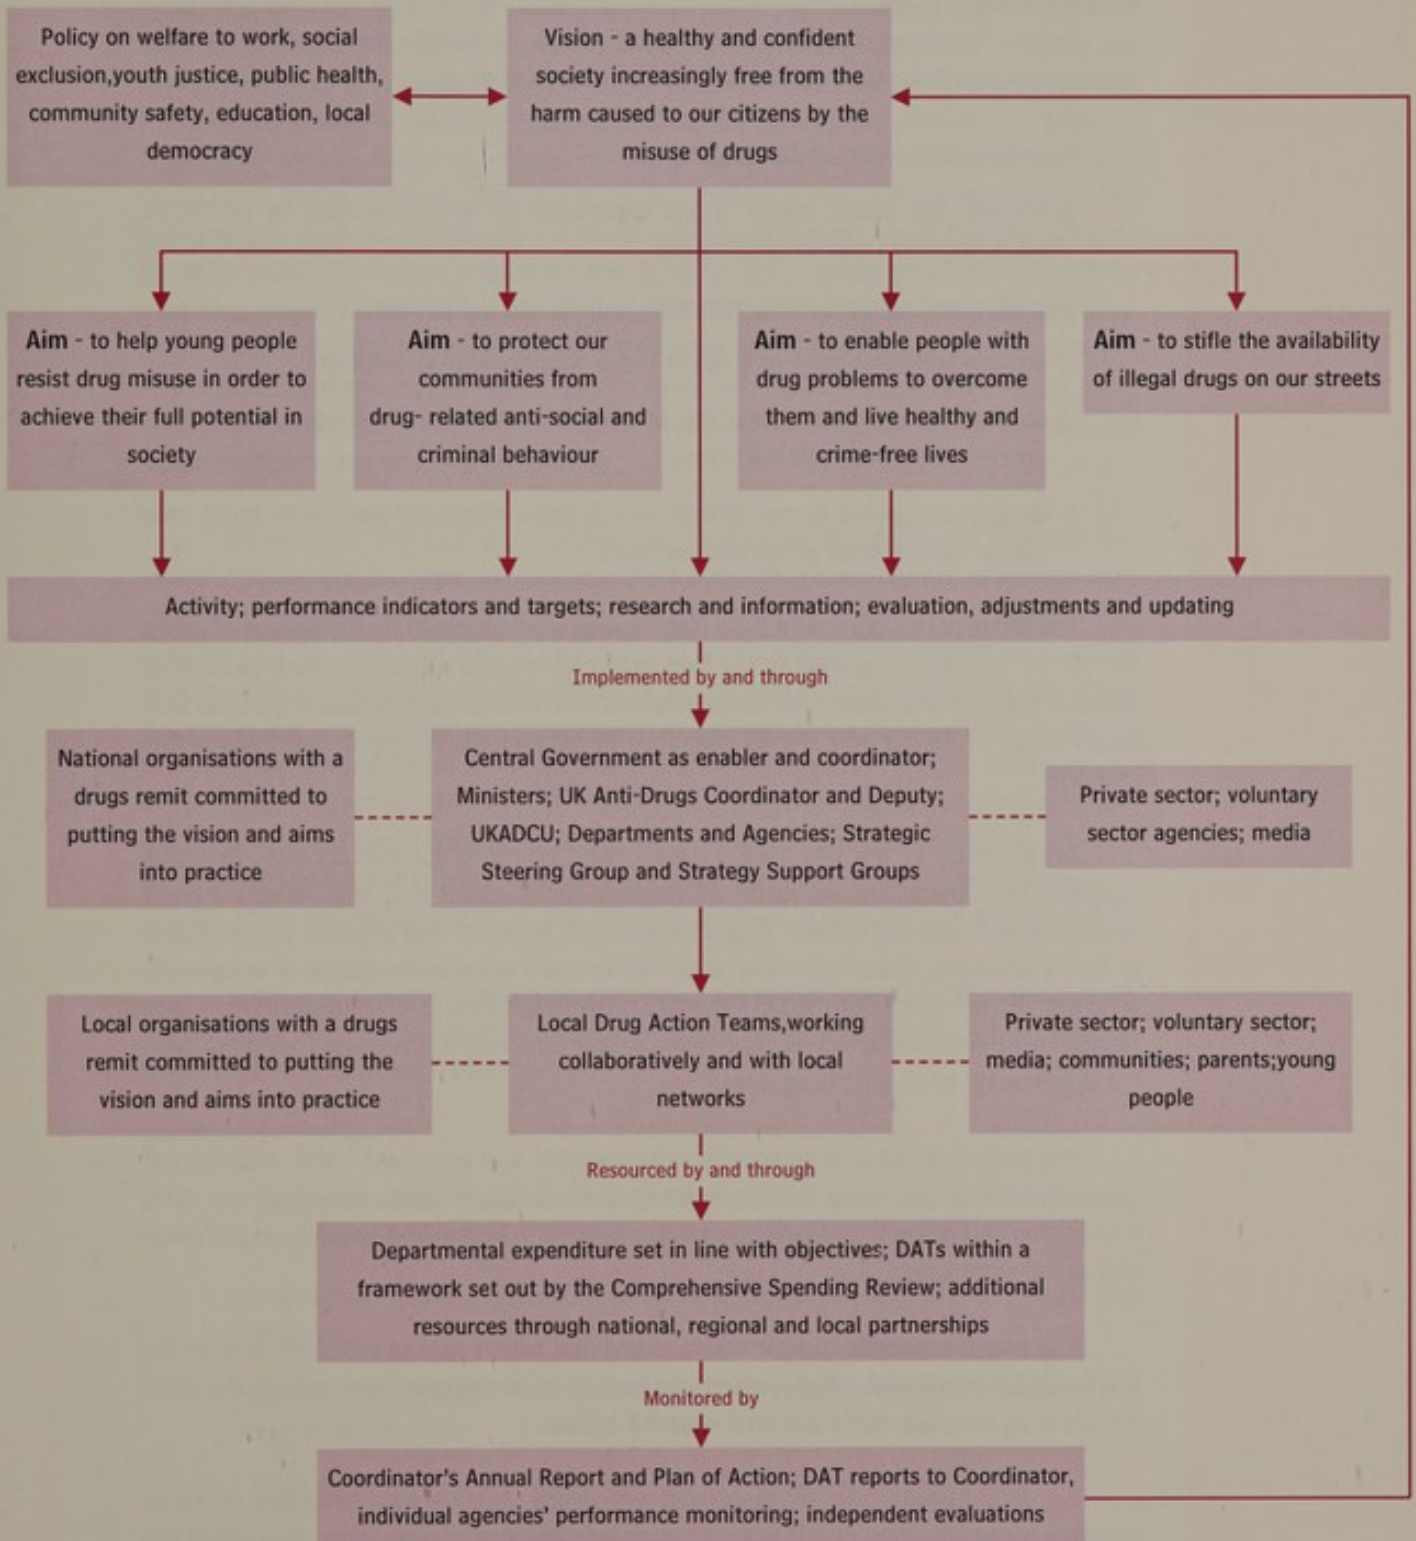 Policy on welfare to work, social
exclusion,youth justice, public health,
community safety, education, local
democracy
Vision - a healthy and confident
society increasingly free from the
harm caused to our citizens by the
misuse of drugs
Aim - to help young people
resist drug misuse in order to
achieve their full potential in
society
Aim - to protect our
communities from
drug- related anti-social and
criminal behaviour
Aim - to enable people with
drug problems to overcome
them and live healthy and
crime-free lives
Aim - to stifle the availability
of illegal drugs on our streets
Activity; performance indicators and targets; research and information; evaluation, adjustments and updating
Implemented by and through
National organisations with a
drugs remit committed to
putting the vision and aims
into practice
Central Government as enabler and coordinator;
Ministers; UK Anti-Drugs Coordinator and Deputy;
UKADCU; Departments and Agencies; Strategic
Steering Group and Strategy Support Groups
Private sector; voluntary
sector agencies; media
Local organisations with a drugs
remit committed to putting the
vision and aims into practice
Local Drug Action Teams,working
collaboratively and with local
networks
Private sector; voluntary sector;
media; communities; parents;young
people
Resourced by and through
Departmental expenditure set in line with objectives; DATs within a
framework set out by the Comprehensive Spending Review; additional
resources through national, regional and local partnerships
Monitored by
Coordinator's Annual Report and Plan of Action; DAT reports to Coordinator,
individual agencies' performance monitoring; independent evaluations